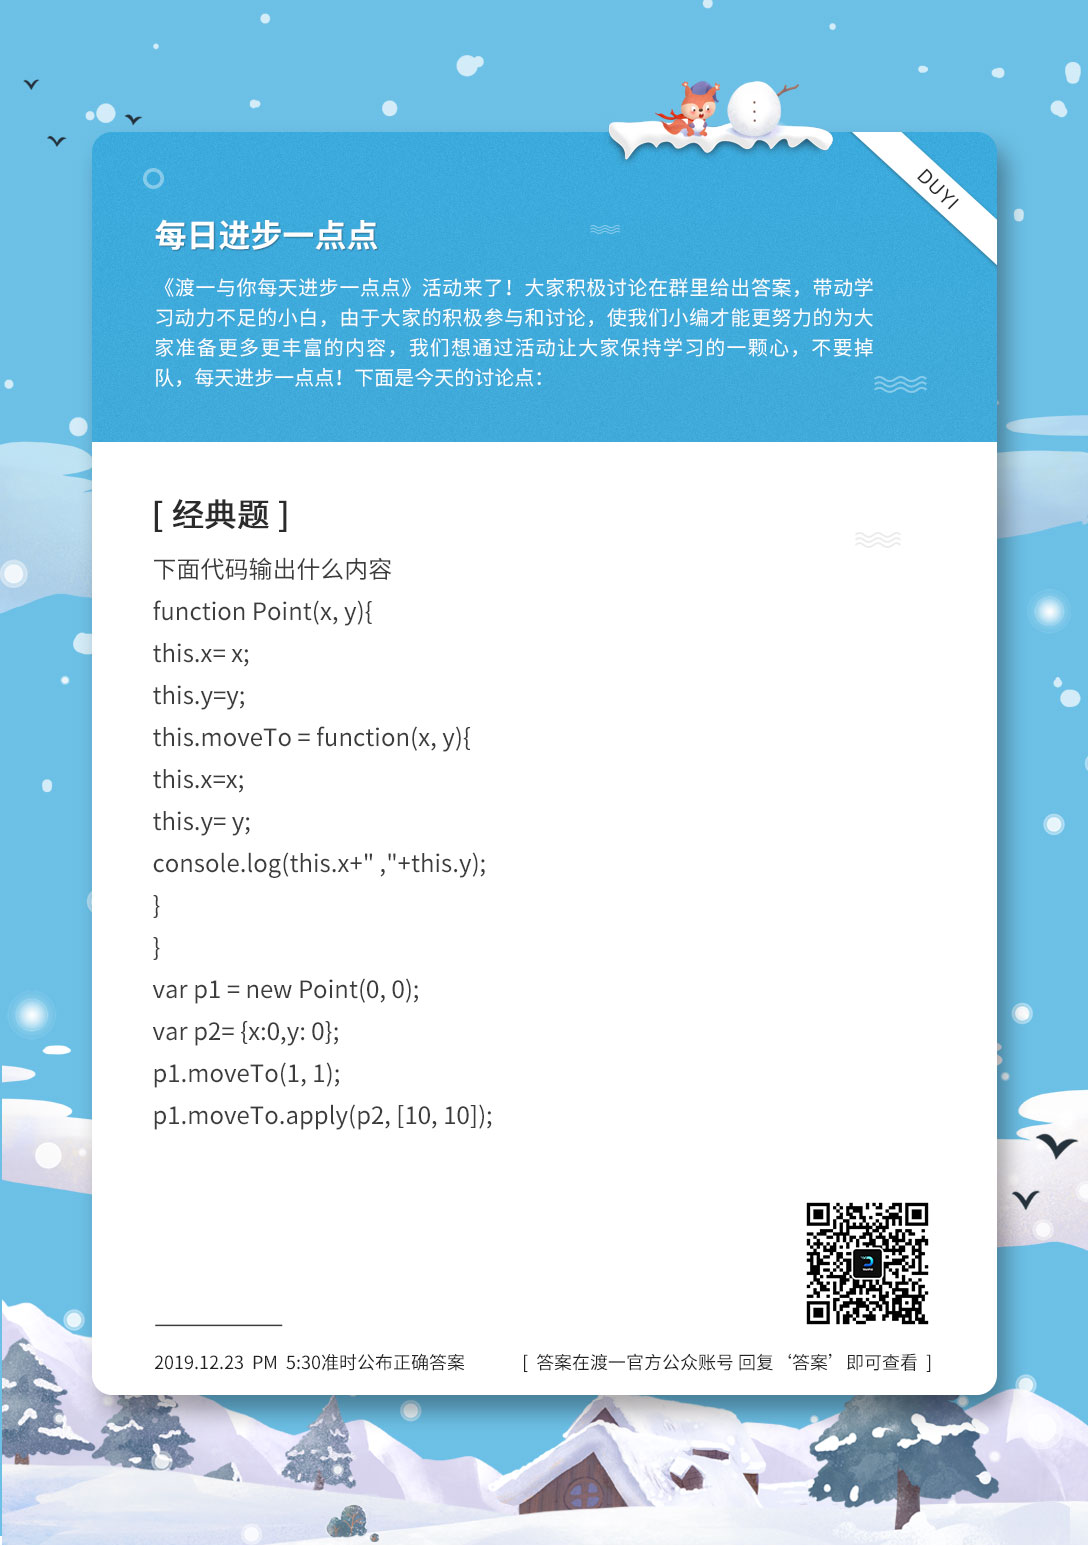 DUYI
每日进步一点点
《渡一与你每天进步一点点》活动来了！大家积极讨论在群里给出答案，带动学
习动力不足的小白，由于大家的积极参与和讨论，使我们小编才能更努力的为大
家准备更多更丰富的内容，我们想通过活动让大家保持学习的一颗心，不要掉
队，每天进步一点点！下面是今天的讨论点：
[ 经典题 ]
下面代码输出什么内容
function Point(x, y){
this.x= x;
this.y=y;
this.moveTo = function(x, y){
this.x=x;
this.y= y;
console.log(this.x+" ,"+this.y);
}
}
var p1 = new Point(0, 0);
var p2= {x:0,y: 0};
p1.moveTo(1, 1);
p1.moveTo.apply(p2, [10, 10]);
2019.12.23 PM 5:30准时公布正确答案
[ 答案在渡一官方公众账号 回复‘答案’即可查看 ]